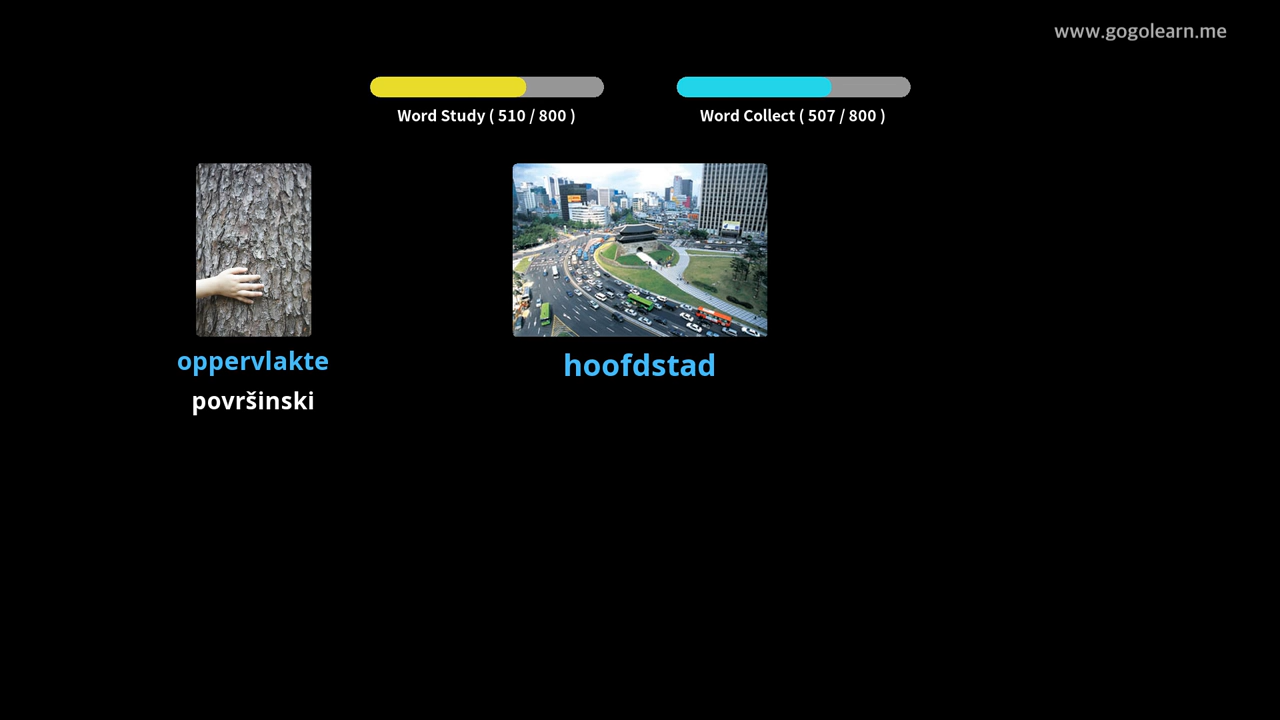 www.gogolearn.me
Word Study ( 510 / 800 )
Word Collect ( 507 / 800 )
oppervlakte
površinski
hoofdstad